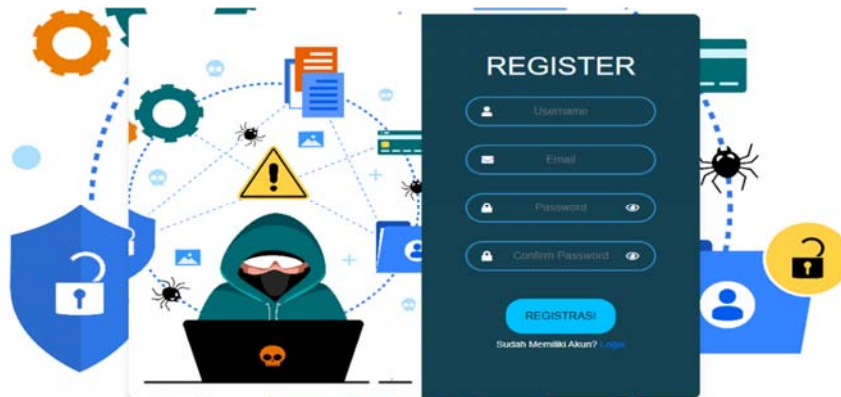 REGISTER
Username
Email
Password
Confirm Password
REGISTRASI
Sudah Memiliki Akun? Login